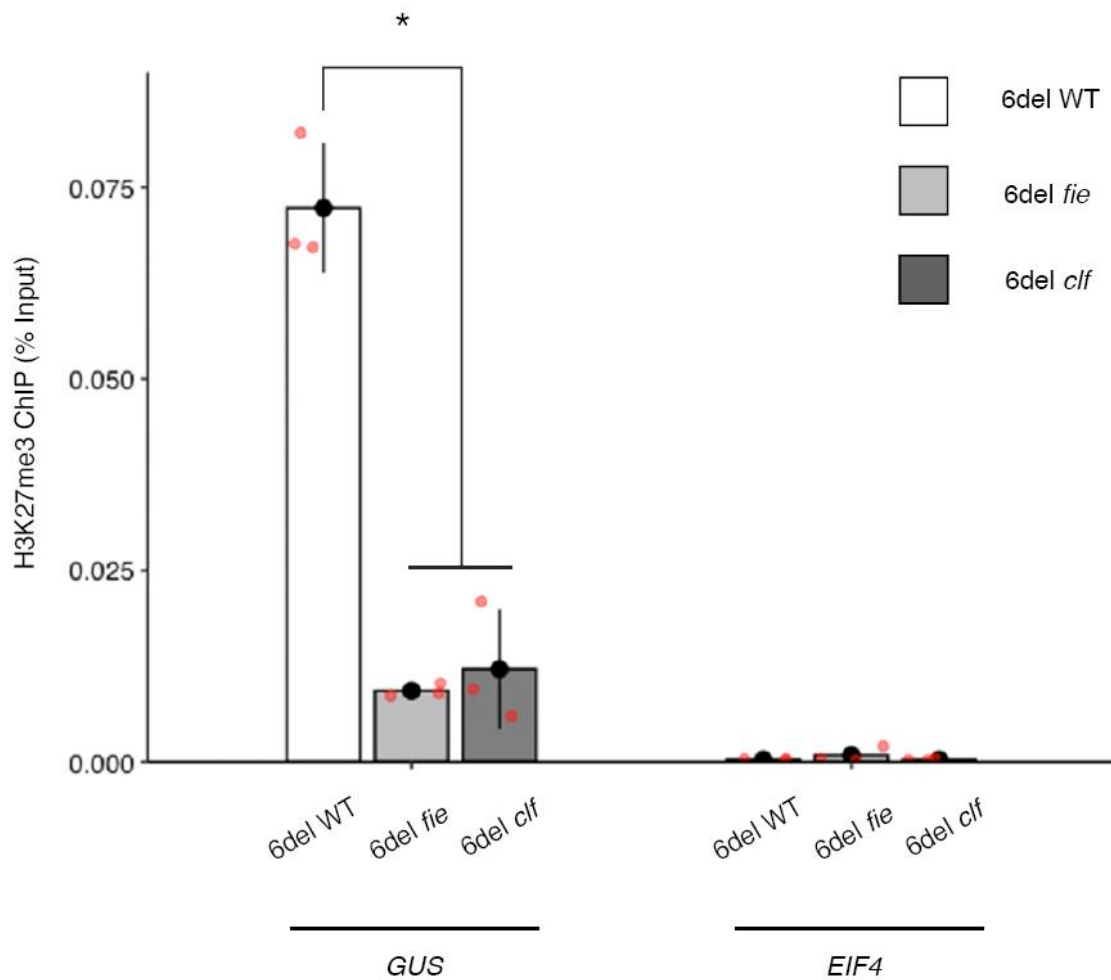 *
6del WT
6del fie
6del clf
H3K27me3 ChIP (% Input)
0.075
0.050
0.025
0.000
6del WT
6del fie
6del clf
6del WT
6del fie
6del clf
GUS
EIF4